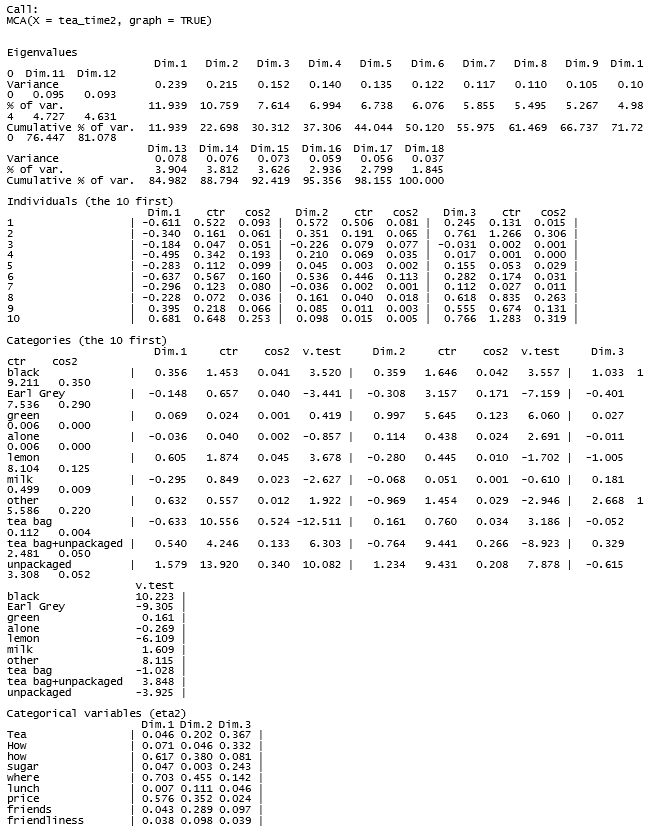 Call:
MCA(X = tea_time2, graph = TRUE)
Eigenvalues
Dim.1 Dim.2 Dim.3 Dim.4 Dim.5 Dim.6 Dim.7 Dim.8 Dim.9 Dim.1
0 Dim.11 Dim.12
Variance 0.239 0.215 0.152 0.140 0.135 0.122 0.117 0.110 0.105 0.10
0 0.095 0.093
% of var. 11.939 10.759 7.614 6.994 6.738 6.076 5.855 5.495 5.267 4.98
4 4.727 4.631
Cumulative % of var. 11.939 22.698 30.312 37.306 44.044 50.120 55.975 61.469 66.737 71.72
0 76.447 81.078
Dim.13 Dim.14 Dim.15 Dim.16 Dim.17 Dim.18
Variance 0.078 0.076 0.073 0.059 0.056 0.037
% of var. 3.904 3.812 3.626 2.936 2.799 1.845
Cumulative % of var. 84.982 88.794 92.419 95.356 98.155 100.000
Individuals (the 10 first)
Dim.1 ctr cos2 Dim.2 ctr cos2 Dim.3 ctr cos2
1 | -0.611 0.522 0.093 | 0.572 0.506 0.081 | 0.245 0.131 0.015 |
2 | -0.340 0.161 0.061 | 0.351 0.191 0.065 | 0.761 1.266 0.306 |
3 | -0.184 0.047 0.051 | -0.226 0.079 0.077 | -0.031 0.002 0.001 |
4 | -0.495 0.342 0.193 | 0.210 0.069 0.035 | 0.017 0.001 0.000 |
5 | -0.283 0.112 0.099 | 0.045 0.003 0.002 | 0.155 0.053 0.029 |
6 | -0.637 0.567 0.160 | 0.536 0.446 0.113 | 0.282 0.174 0.031 |
7 | -0.296 0.123 0.080 | -0.036 0.002 0.001 | 0.112 0.027 0.011 |
8 | -0.228 0.072 0.036 | 0.161 0.040 0.018 | 0.618 0.835 0.263 |
9 | 0.395 0.218 0.066 | 0.085 0.011 0.003 | 0.555 0.674 0.131 |
10 | 0.681 0.648 0.253 | 0.098 0.015 0.005 | 0.766 1.283 0.319 |
Categories (the 10 first)
Dim.1 ctr cos2 v.test Dim.2 ctr cos2 v.test Dim.3
ctr cos2
black | 0.356 1.453 0.041 3.520 | 0.359 1.646 0.042 3.557 | 1.033 1
9.211 0.350
Earl Grey | -0.148 0.657 0.040 -3.441 | -0.308 3.157 0.171 -7.159 | -0.401
7.536 0.290
green | 0.069 0.024 0.001 0.419 | 0.997 5.645 0.123 6.060 | 0.027
0.006 0.000
alone | -0.036 0.040 0.002 -0.857 | 0.114 0.438 0.024 2.691 | -0.011
0.006 0.000
lemon | 0.605 1.874 0.045 3.678 | -0.280 0.445 0.010 -1.702 | -1.005
8.104 0.125
milk | -0.295 0.849 0.023 -2.627 | -0.068 0.051 0.001 -0.610 | 0.181
0.499 0.009
other | 0.632 0.557 0.012 1.922 | -0.969 1.454 0.029 -2.946 | 2.668 1
5.586 0.220
tea bag | -0.633 10.556 0.524 -12.511 | 0.161 0.760 0.034 3.186 | -0.052
0.112 0.004
tea bag+unpackaged | 0.540 4.246 0.133 6.303 | -0.764 9.441 0.266 -8.923 | 0.329
2.481 0.050
unpackaged | 1.579 13.920 0.340 10.082 | 1.234 9.431 0.208 7.878 | -0.615
3.308 0.052
v.test
black 10.223 |
Earl Grey -9.305 |
green 0.161 |
alone -0.269 |
lemon -6.109 |
milk 1.609 |
other 8.115 |
tea bag -1.028 |
tea bag+unpackaged 3.848 |
unpackaged -3.925 |
Categorical variables (eta2)
Dim.1 Dim.2 Dim.3
Tea | 0.046 0.202 0.367 |
How | 0.071 0.046 0.332 |
how | 0.617 0.380 0.081 |
sugar | 0.047 0.003 0.243 |
where | 0.703 0.455 0.142 |
lunch | 0.007 0.111 0.046 |
price | 0.576 0.352 0.024 |
friends | 0.043 0.289 0.097 |
friendliness | 0.038 0.098 0.039 |